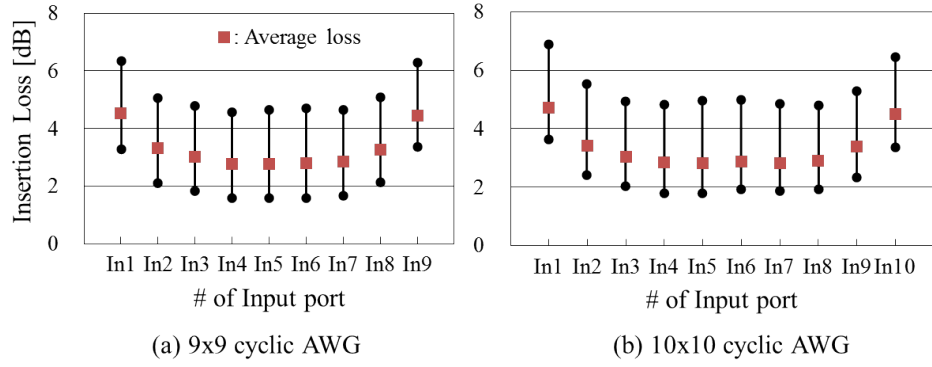 Insertion Loss [dB]
8
6
4
2
0
: Average loss
In1 In2 In3 In4 In5 In6 In7 In8 In9
# of Input port
(a) 9x9 cyclic AWG
8
6
4
2
0
In1 In2 In3 In4 In5 In6 In7 In8 In9 In10
# of Input port
(b) 10x10 cyclic AWG